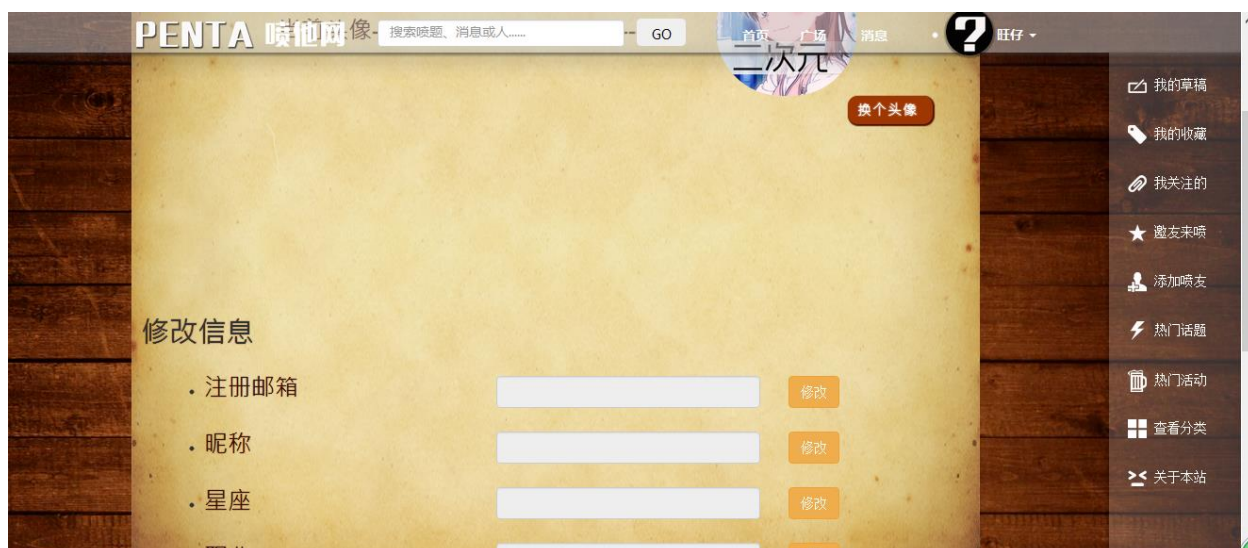 PENTA 喷他网 当前头像- 搜索喷题、消息或人...... -- GO 首页 广场 消息 旺仔
二次元
换个头像
我的草稿
我的收藏
我关注的
邀友来喷
添加喷友
热门话题
热门活动
查看分类
关于本站
修改信息
注册邮箱 修改
昵称 修改
星座 修改